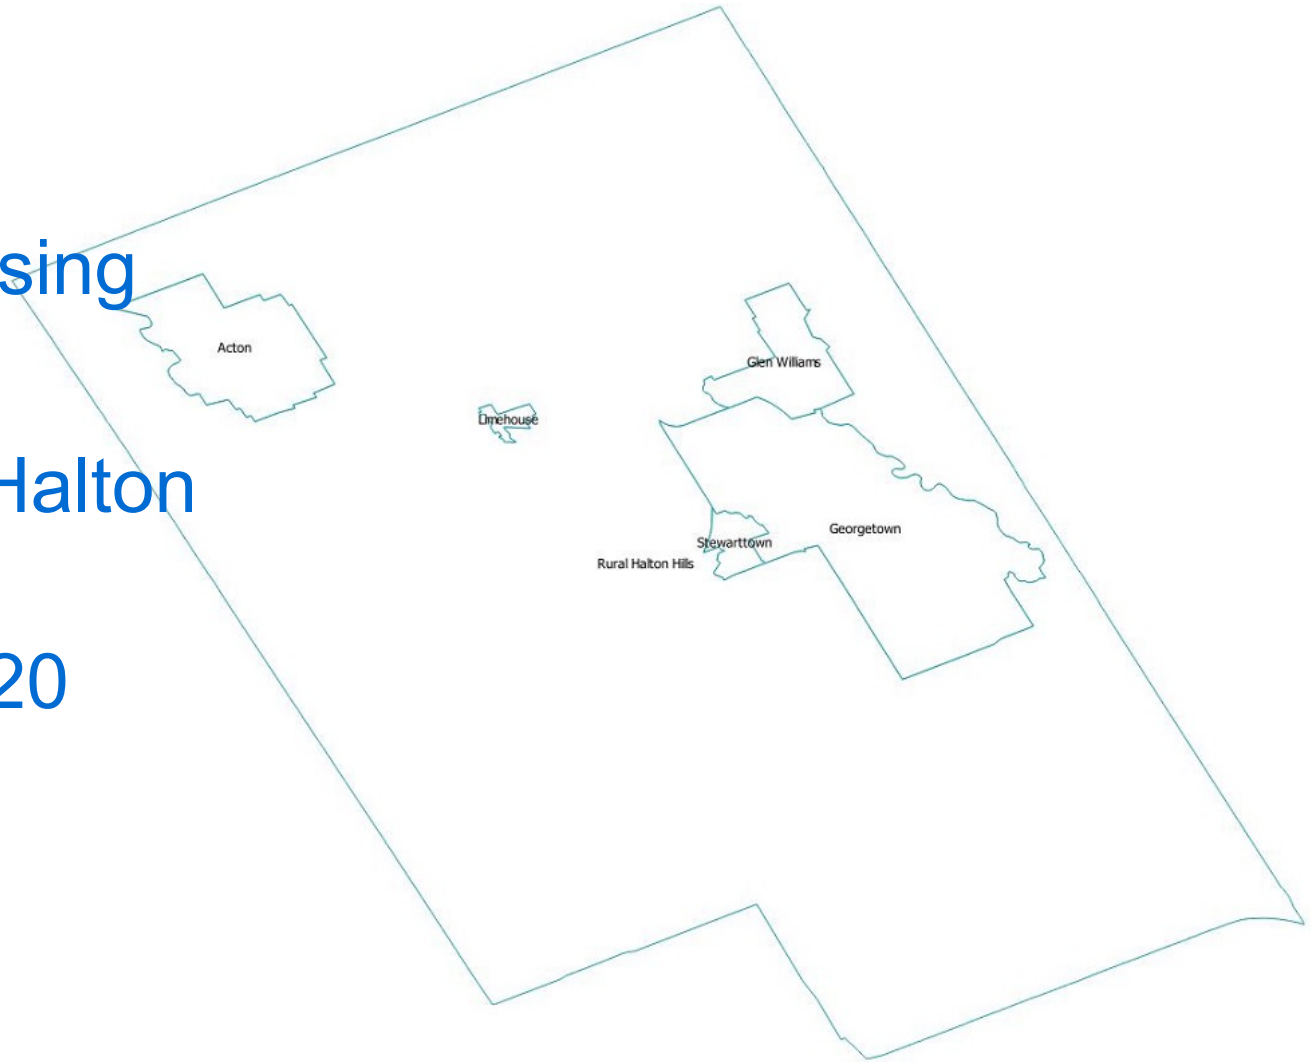 sing
Acton
Glen Williams
Limehouse
Halton
Georgetown
Stewarttown
Rural Halton Hills
20